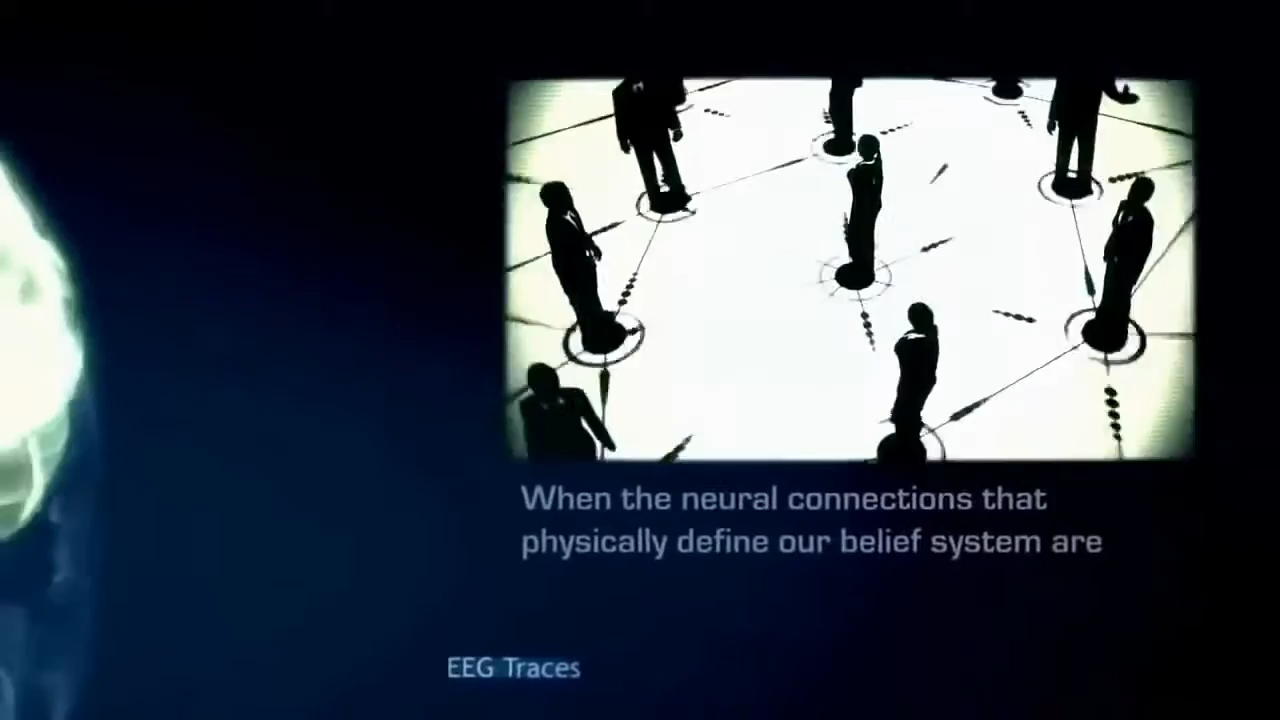 When the neural connections that
physically define our belief system are
EEG Traces